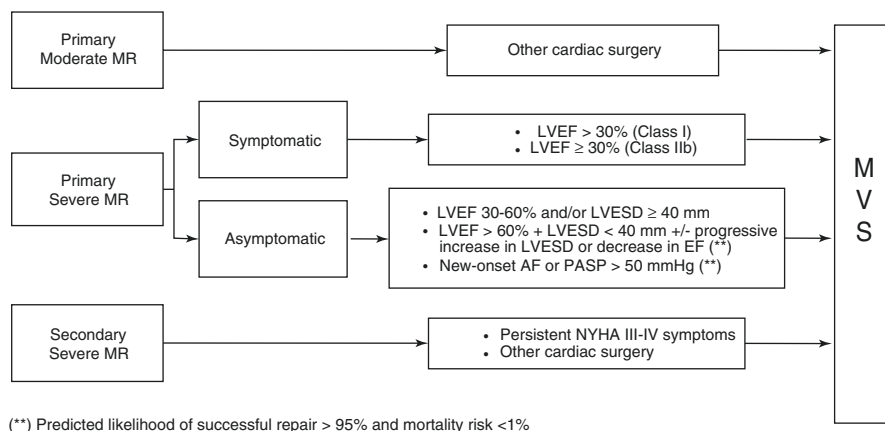 Primary
Moderate MR
Other cardiac surgery
Primary
Severe MR
Symptomatic
• LVEF > 30% (Class I)
• LVEF ≥ 30% (Class IIb)
Asymptomatic
• LVEF 30-60% and/or LVESD ≥ 40 mm
• LVEF > 60% + LVESD < 40 mm +/- progressive
increase in LVESD or decrease in EF (**)
• New-onset AF or PASP > 50 mmHg (**)
Secondary
Severe MR
• Persistent NYHA III-IV symptoms
• Other cardiac surgery
M
V
S
(**) Predicted likelihood of successful repair > 95% and mortality risk <1%